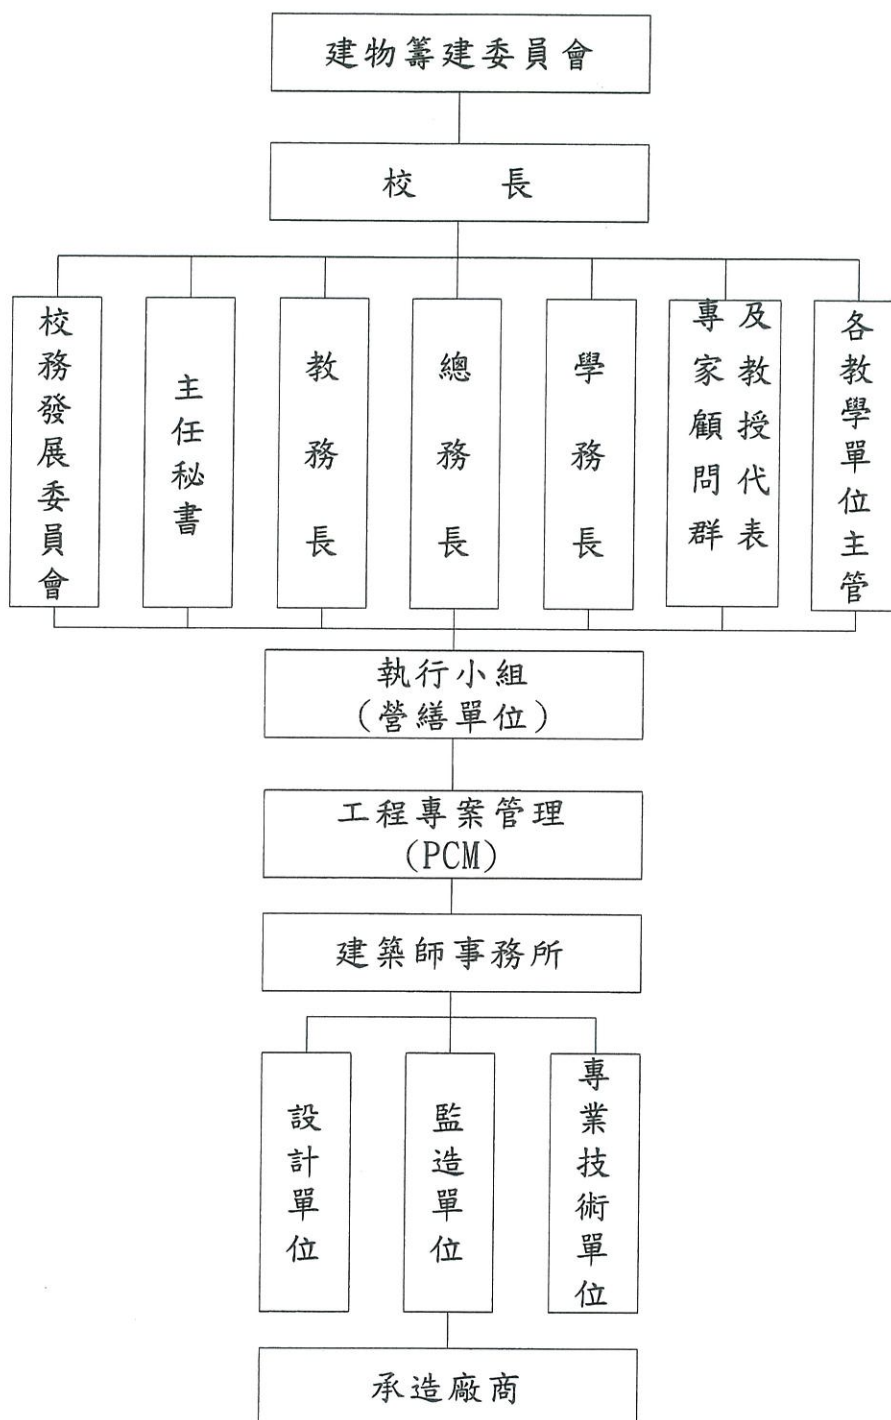 建物籌建委員會
校長
校務發展委員會
主任秘書
教務長
總務長
學務長
專家顧問群
及教授代表
各教學單位主管
執行小組
(營繕單位)
工程專案管理
(PCM)
建築師事務所
設計單位
監造單位
專業技術單位
承造廠商